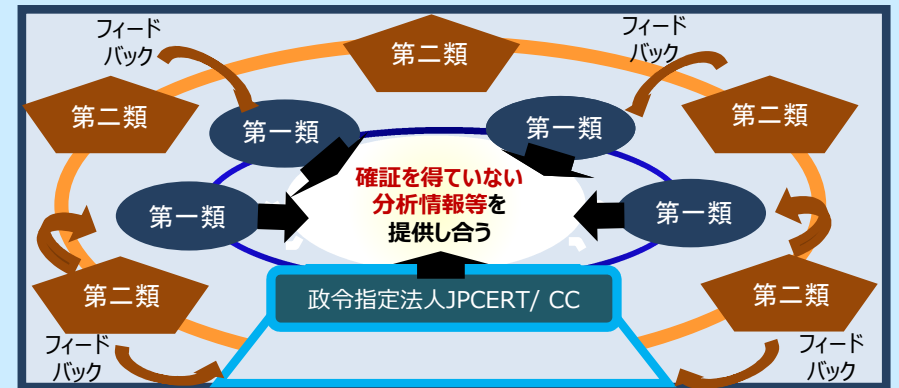 フィード
バック
第二類
フィード
バック
第二類
第二類
第一類
第一類
確証を得ていない
分析情報等を
提供し合う
第一類
第一類
第二類
第二類
政令指定法人JPCERT/ CC
フィード
バック
フィード
バック